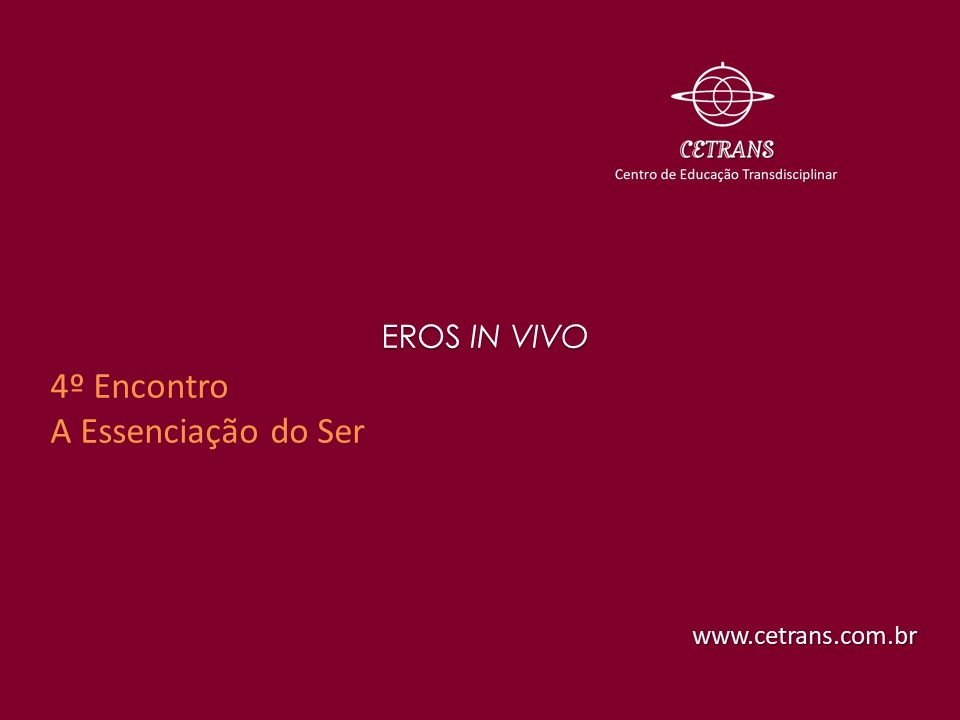 CETRANS
Centro de Educação Transdisciplinar
EROS IN VIVO
4º Encontro
A Essenciação do Ser
www.cetrans.com.br